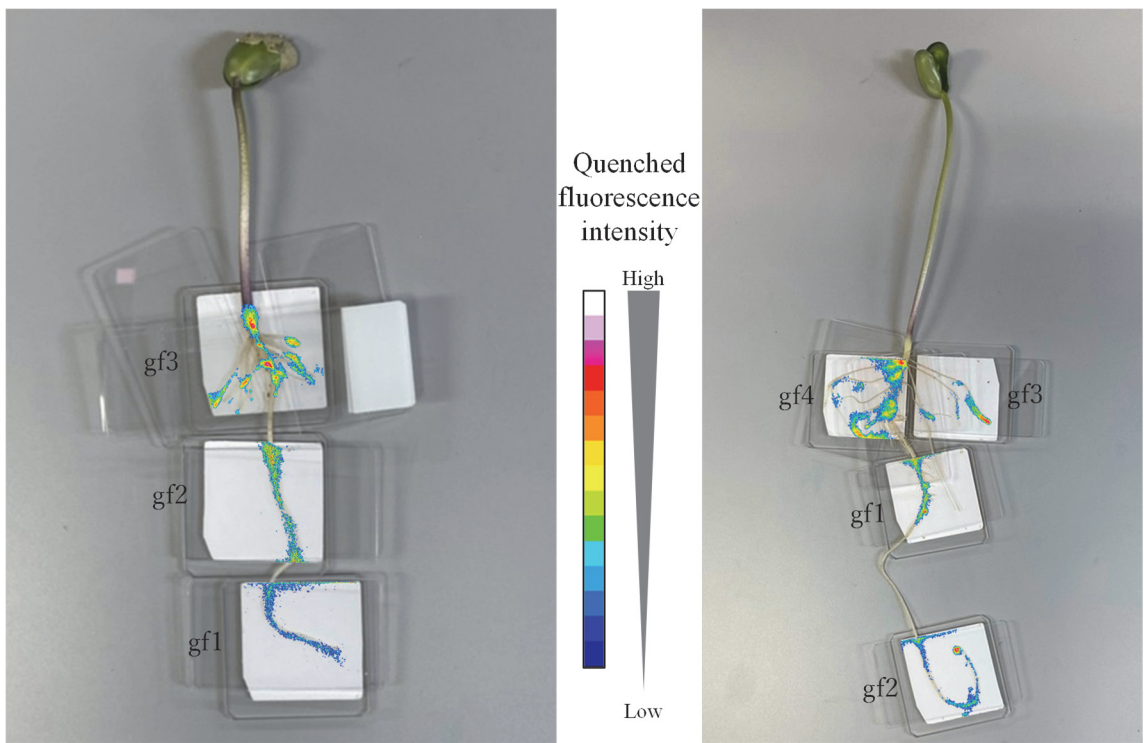 Quenched
fluorescence
intensity
High
Low
gf3
gf2
gf1
gf4
gf3
gf1
gf2